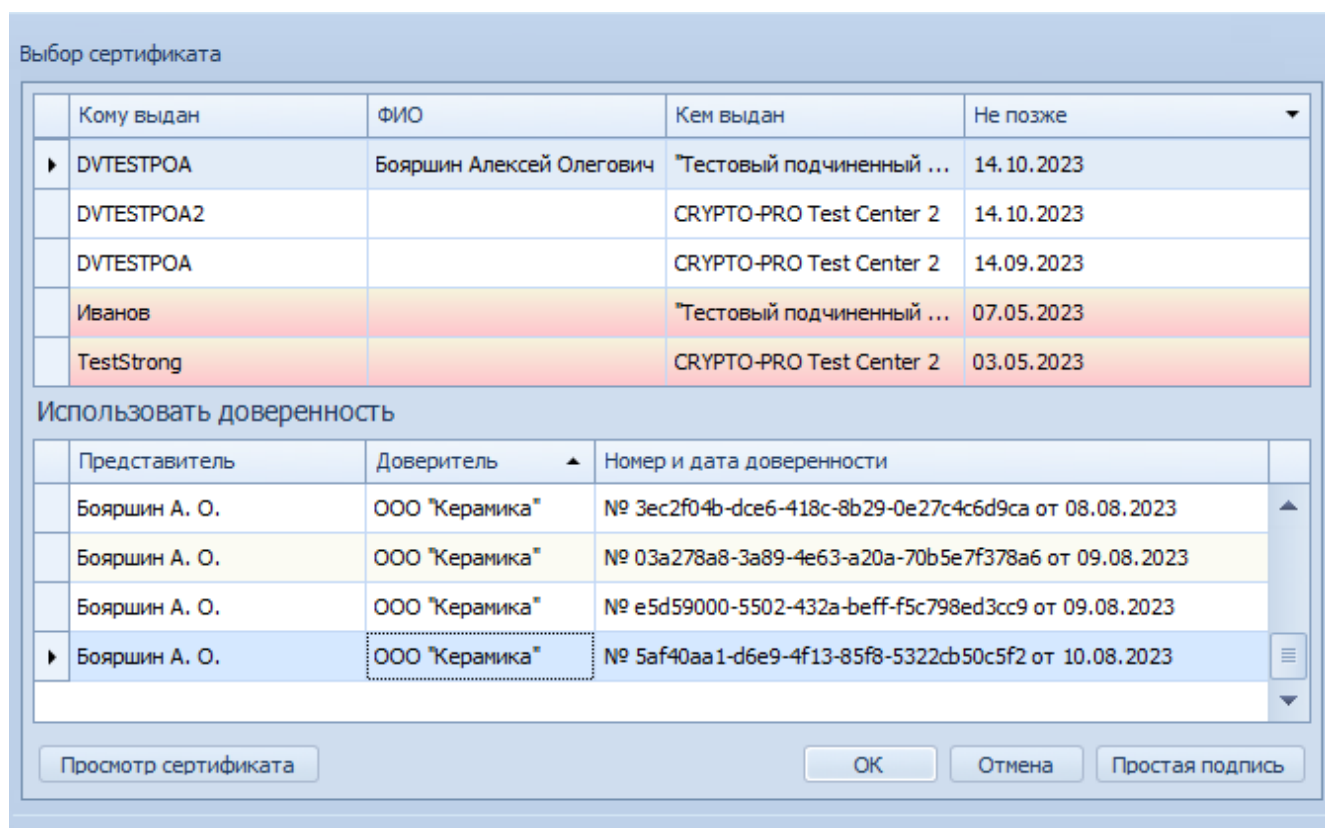 Выбор сертификата
Кому выдан ФИО Кем выдан Не позже
DVTESTPOA Бояршин Алексей Олегович "Тестовый подчиненный ... 14.10.2023
DVTESTPOA2 CRYPTO-PRO Test Center 2 14.10.2023
DVTESTPOA CRYPTO-PRO Test Center 2 14.09.2023
Иванов "Тестовый подчиненный ... 07.05.2023
TestStrong CRYPTO-PRO Test Center 2 03.05.2023
Использовать доверенность
Представитель Доверитель Номер и дата доверенности
Бояршин А. О. ООО "Керамика" № 3ec2f04b-dce6-418c-8b29-0e27c4c6d9ca от 08.08.2023
Бояршин А. О. ООО "Керамика" № 03a278a8-3a89-4e63-a20a-70b5e7f378a6 от 09.08.2023
Бояршин А. О. ООО "Керамика" № e5d59000-5502-432a-beff-f5c798ed3cc9 от 09.08.2023
Бояршин А. О. ООО "Керамика" № 5af40aa1-d6e9-4f13-85f8-5322cb50c5f2 от 10.08.2023
Просмотр сертификата ОК Отмена Простая подпись